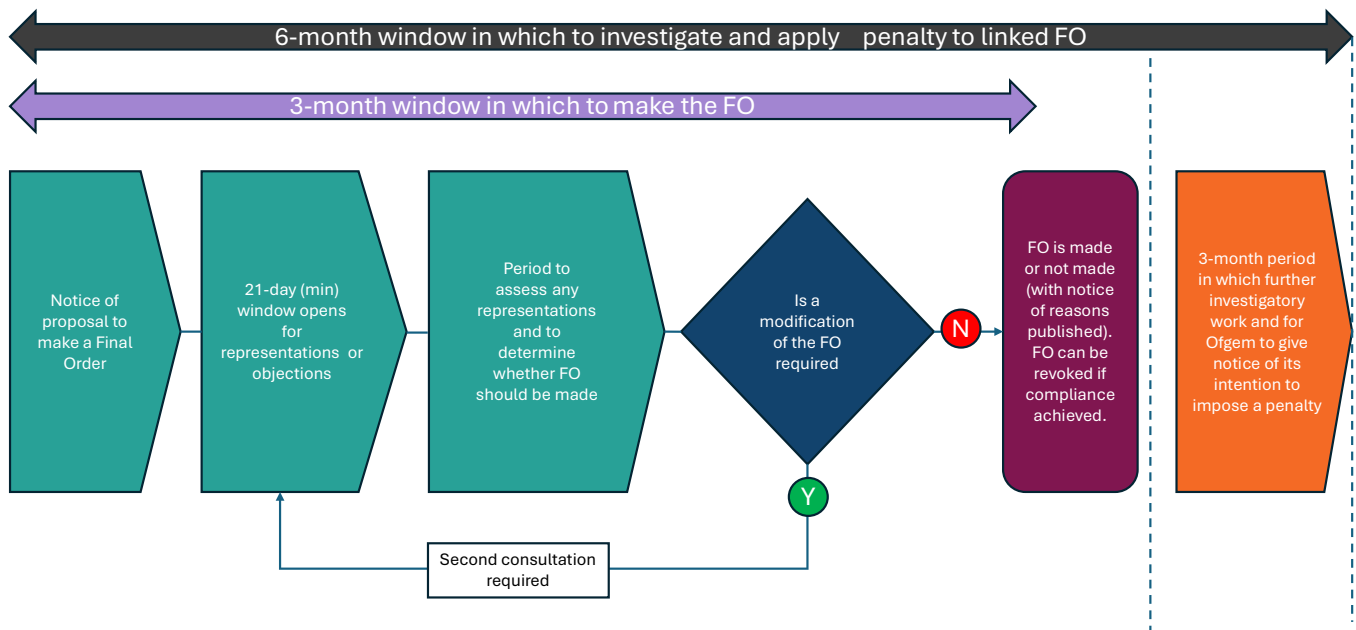 6-month window in which to investigate and apply penalty to linked FO
3-month window in which to make the FO
Notice of
proposal to
make a Final
Order
21-day (min)
window opens
for
representations or
objections
Period to
assess any
representations
and to
determine
whether FO
should be made
Is a
modification
of the FO
required
N
Y
Second consultation
required
FO is made
or not made
(with notice
of reasons
published).
FO can be
revoked if
compliance
achieved.
3-month period
in which further
investigatory
work and for
Ofgem to give
notice of its
intention to
impose a penalty